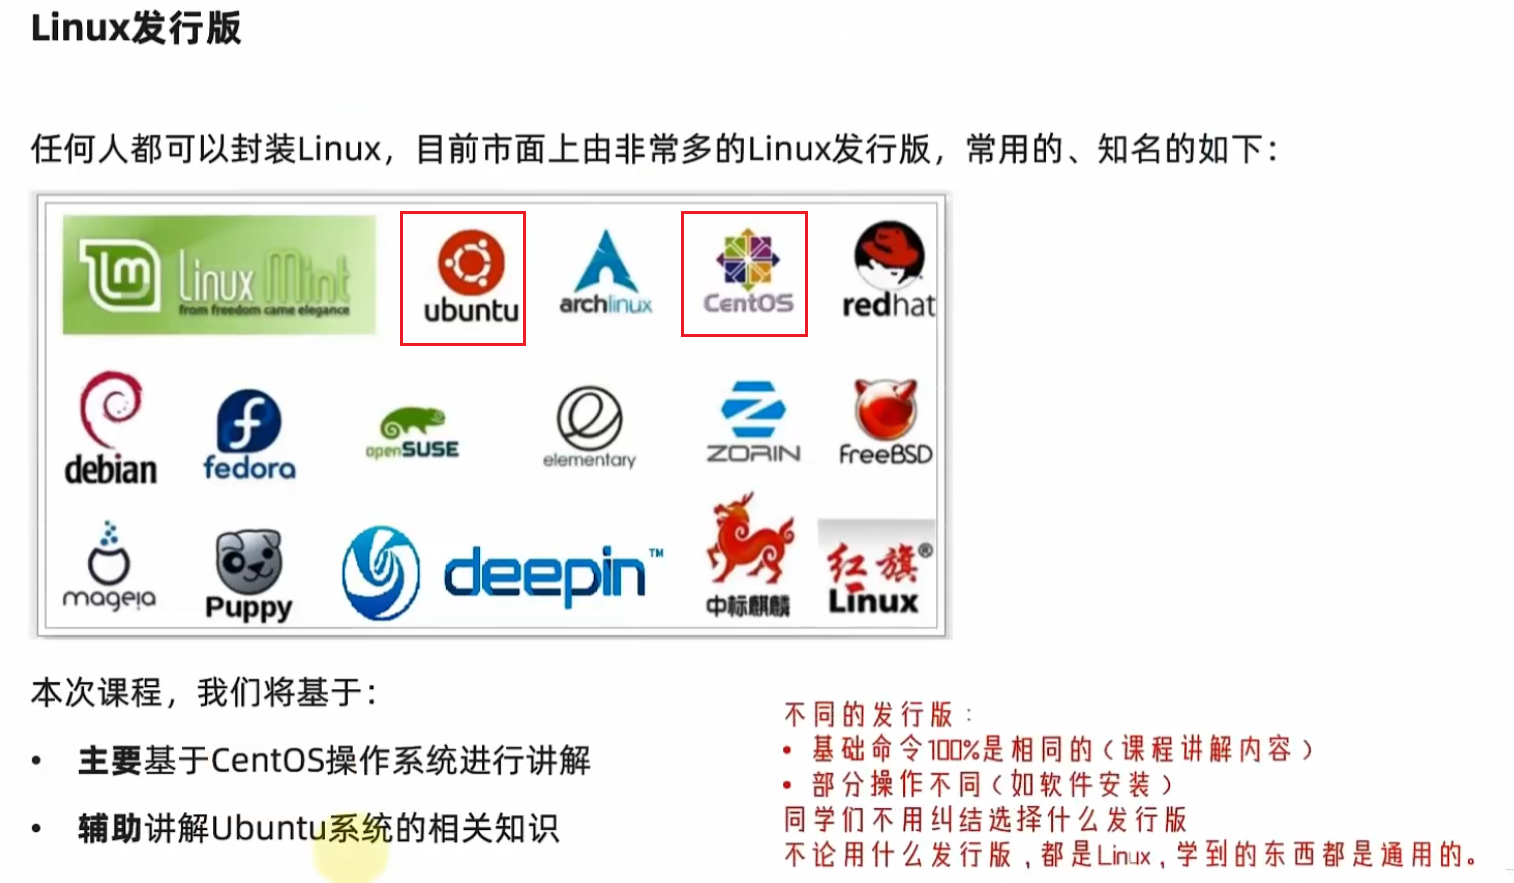 Linux发行版
任何人都可以封装Linux，目前市面上由非常多的Linux发行版，常用的、知名的如下：
Linux Mint
from freedom came elegance
ubuntu
archlinux
CentOS
redhat
debian
fedora
openSUSE
elementary
ZORIN
FreeBSD
mageia
Puppy
deepin™
中标麒麟
红旗®
Linux
本次课程，我们将基于：
• 主要基于CentOS操作系统进行讲解
• 辅助讲解Ubuntu系统的相关知识
不同的发行版：
• 基础命令100%是相同的（课程讲解内容）
• 部分操作不同（如软件安装）
同学们不用纠结选择什么发行版
不论用什么发行版，都是Linux，学到的东西都是通用的。